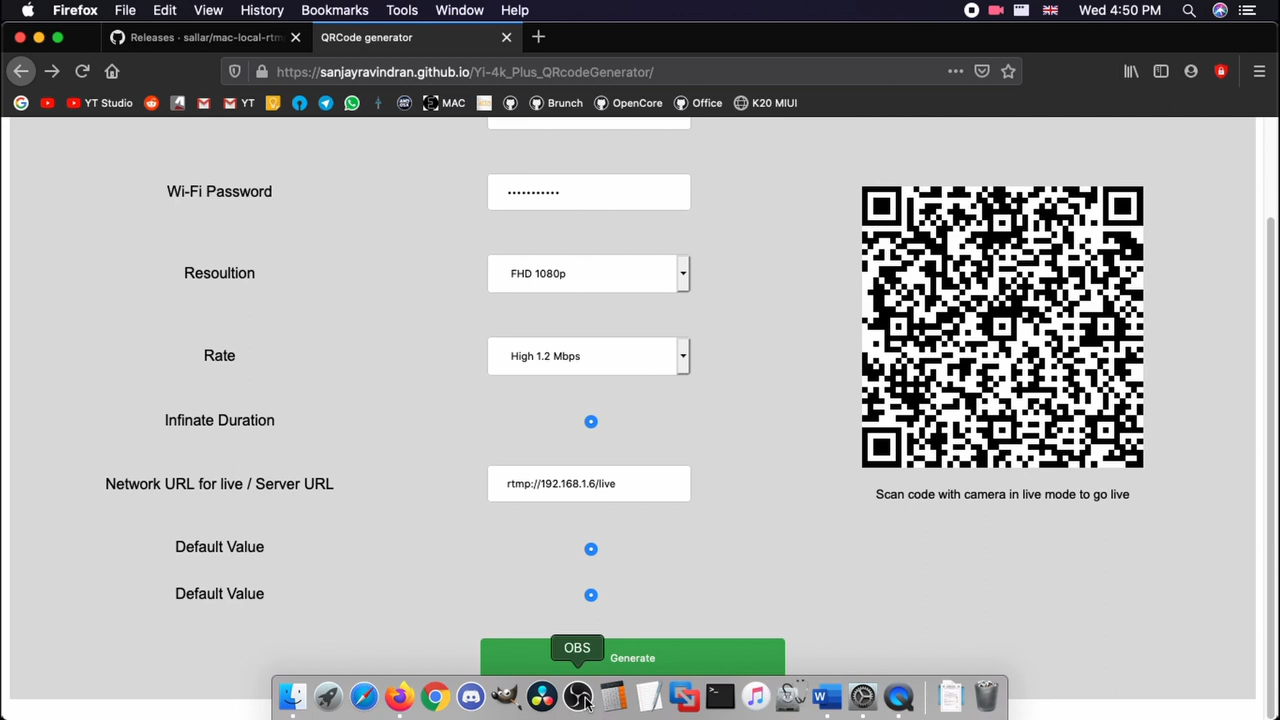 Firefox File Edit View History Bookmarks Tools Window Help Wed 4:50 PM
Releases · sallar/mac-local-rtm
QRCode generator
https://sanjayravindran.github.io/Yi-4k_Plus_QRcodeGenerator/
YT Studio YT MAC Brunch OpenCore Office K20 MIUI
Wi-Fi Password
•••••••••••
Resoultion
FHD 1080p
Rate
High 1.2 Mbps
Infinate Duration
Network URL for live / Server URL
rtmp://192.168.1.6/live
Scan code with camera in live mode to go live
Default Value
Default Value
OBS
Generate